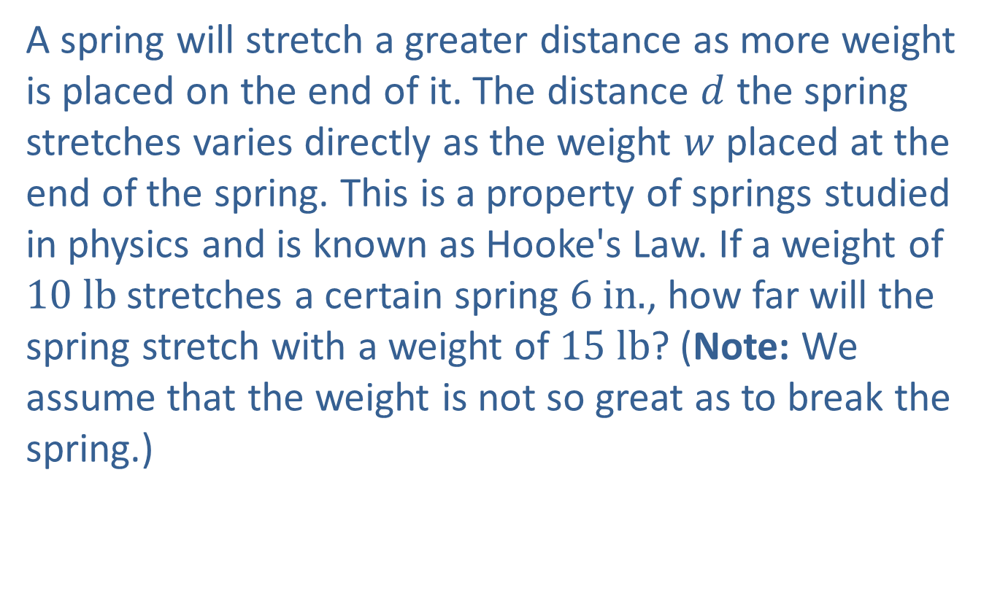 A spring will stretch a greater distance as more weight
is placed on the end of it. The distance d the spring
stretches varies directly as the weight w placed at the
end of the spring. This is a property of springs studied
in physics and is known as Hooke's Law. If a weight of
10 lb stretches a certain spring 6 in., how far will the
spring stretch with a weight of 15 lb? (Note: We
assume that the weight is not so great as to break the
spring.)